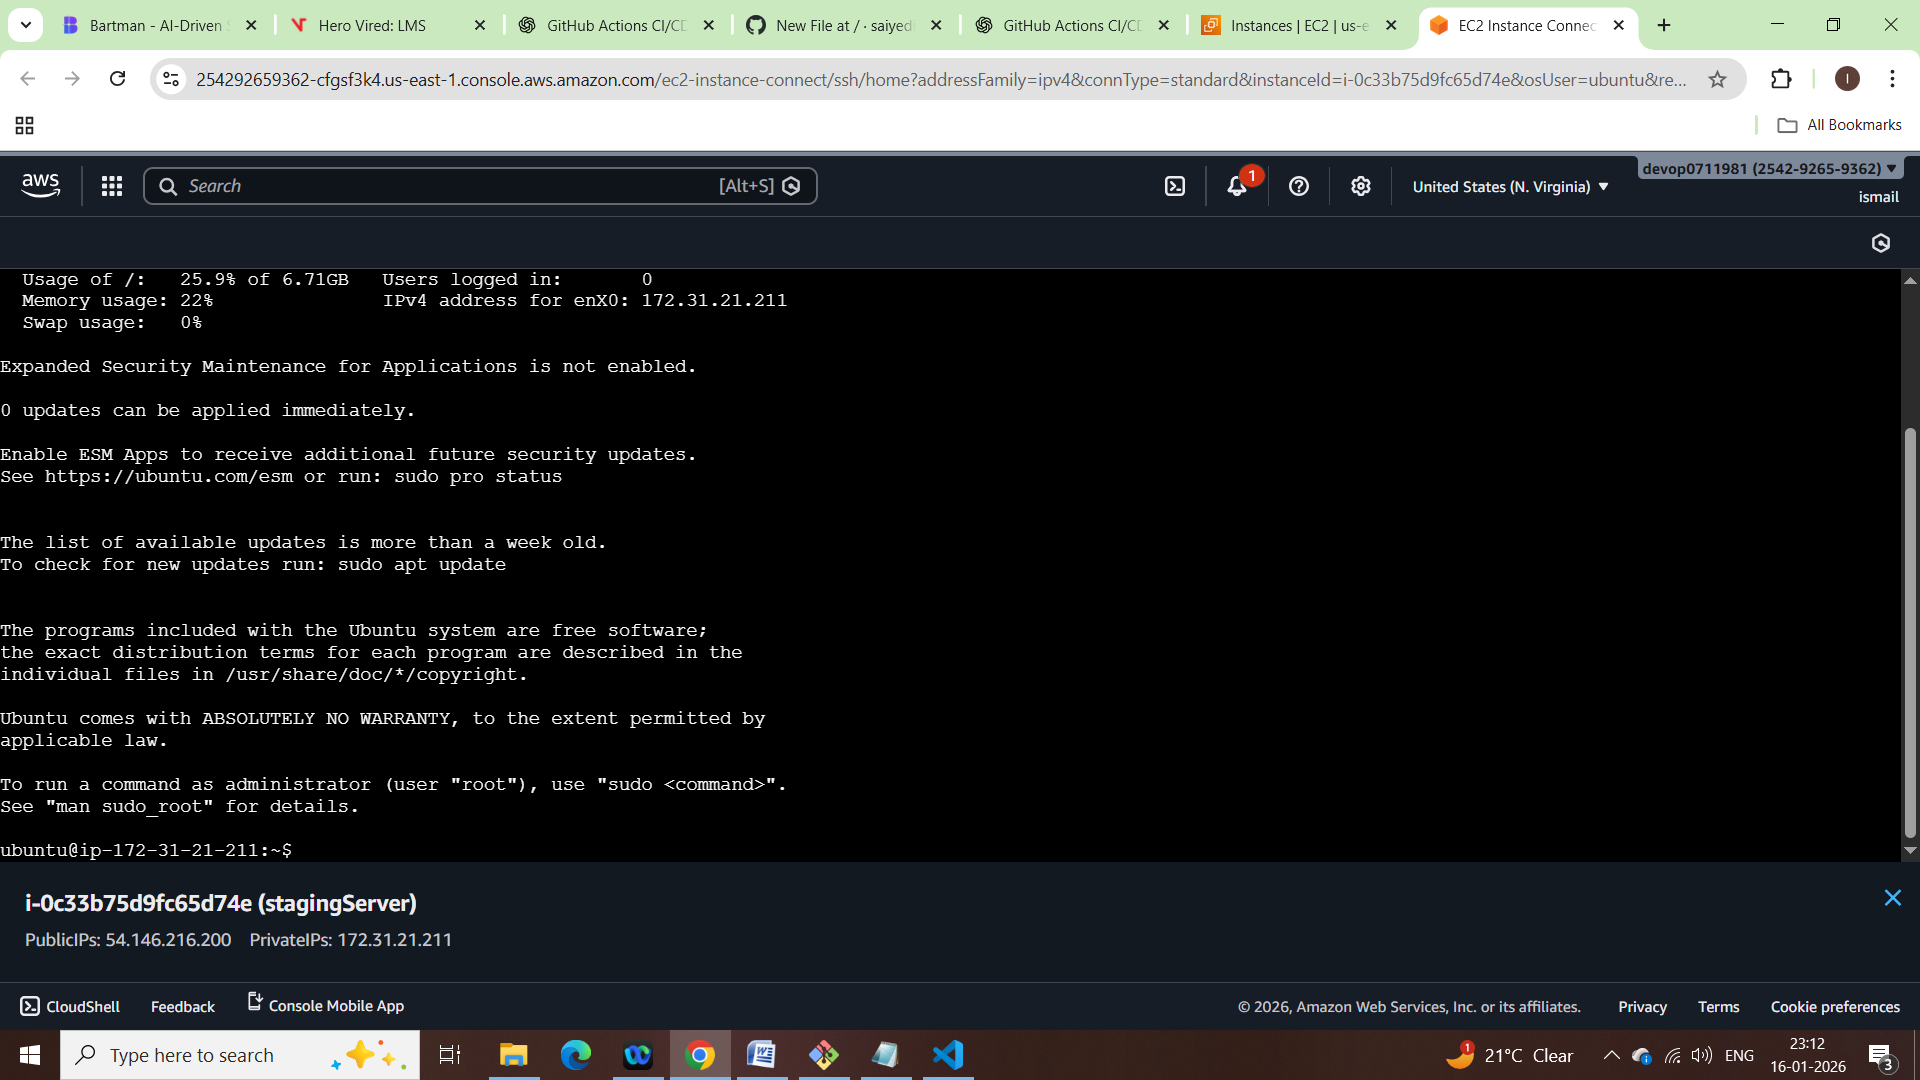 Bartman - AI-Driven
Hero Vired: LMS
GitHub Actions CI/CD
New File at / · saiyedi
GitHub Actions CI/CD
Instances | EC2 | us-e
EC2 Instance Connec
254292659362-cfgsf3k4.us-east-1.console.aws.amazon.com/ec2-instance-connect/ssh/home?addressFamily=ipv4&connType=standard&instanceId=i-0c33b75d9fc65d74e&osUser=ubuntu&re...
I
All Bookmarks
aws
Search
[Alt+S]
1
United States (N. Virginia)
devop0711981 (2542-9265-9362)
ismail
Usage of /: 25.9% of 6.71GB Users logged in: 0
Memory usage: 22% IPv4 address for enX0: 172.31.21.211
Swap usage: 0%
Expanded Security Maintenance for Applications is not enabled.
0 updates can be applied immediately.
Enable ESM Apps to receive additional future security updates.
See https://ubuntu.com/esm or run: sudo pro status
The list of available updates is more than a week old.
To check for new updates run: sudo apt update
The programs included with the Ubuntu system are free software;
the exact distribution terms for each program are described in the
individual files in /usr/share/doc/*/copyright.
Ubuntu comes with ABSOLUTELY NO WARRANTY, to the extent permitted by
applicable law.
To run a command as administrator (user "root"), use "sudo <command>".
See "man sudo_root" for details.
ubuntu@ip-172-31-21-211:~$
i-0c33b75d9fc65d74e (stagingServer)
PublicIPs: 54.146.216.200 PrivateIPs: 172.31.21.211
CloudShell
Feedback
Console Mobile App
© 2026, Amazon Web Services, Inc. or its affiliates.
Privacy
Terms
Cookie preferences
Type here to search
1
21°C Clear
ENG
23:12
16-01-2026
3